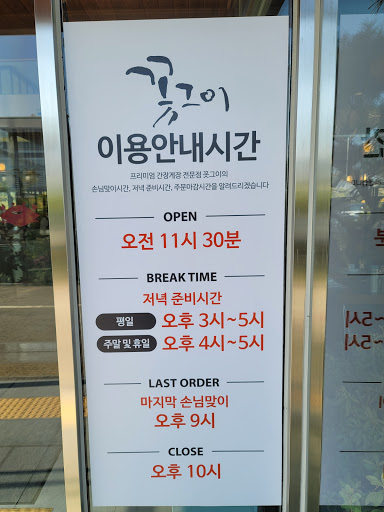 꽃그이
이용안내시간
프리미엄 간장게장 전문점 꽃그이의
손님맞이시간, 저녁 준비시간, 주문마감시간을 알려드리겠습니다
OPEN
오전 11시 30분
BREAK TIME
저녁 준비시간
평일 오후 3시~5시
주말 및 휴일 오후 4시~5시
LAST ORDER
마지막 손님맞이
오후 9시
CLOSE
오후 10시